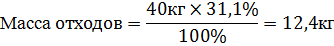 Масса отходов = 40кг × 31,1% / 100% = 12,4кг